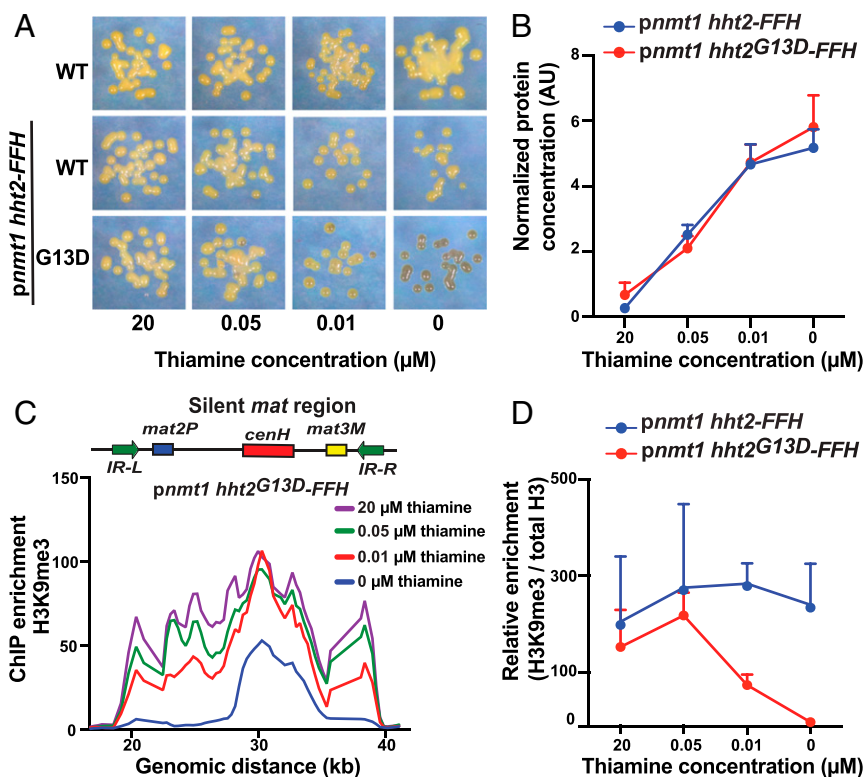 A
WT
WT
G13D
pnmt1 hht2-FFH
20 0.05 0.01 0
Thiamine concentration (µM)
B
pnmt1 hht2-FFH
pnmt1 hht2G13D-FFH
Normalized protein
concentration (AU)
8
6
4
2
0
20 0.05 0.01 0
Thiamine concentration (µM)
C
Silent mat region
mat2P cenH mat3M
IR-L IR-R
pnmt1 hht2G13D-FFH
20 µM thiamine
0.05 µM thiamine
0.01 µM thiamine
0 µM thiamine
ChIP enrichment
H3K9me3
150
100
50
0
20 30 40
Genomic distance (kb)
D
pnmt1 hht2-FFH
pnmt1 hht2G13D-FFH
Relative enrichment
(H3K9me3 / total H3)
500
300
100
0
20 0.05 0.01 0
Thiamine concentration (µM)